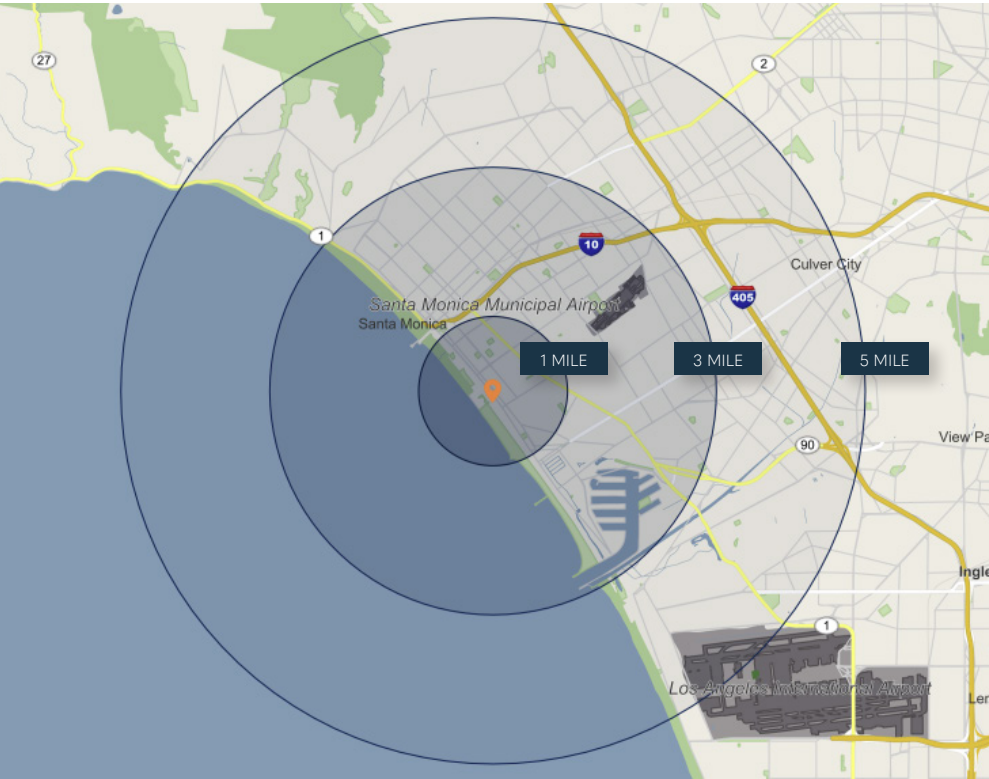 27
2
1
10
Culver City
405
Santa Monica Municipal Airport
Santa Monica
1 MILE
3 MILE
5 MILE
90
View Pa
Ingle
1
Los Angeles International Airport
Len